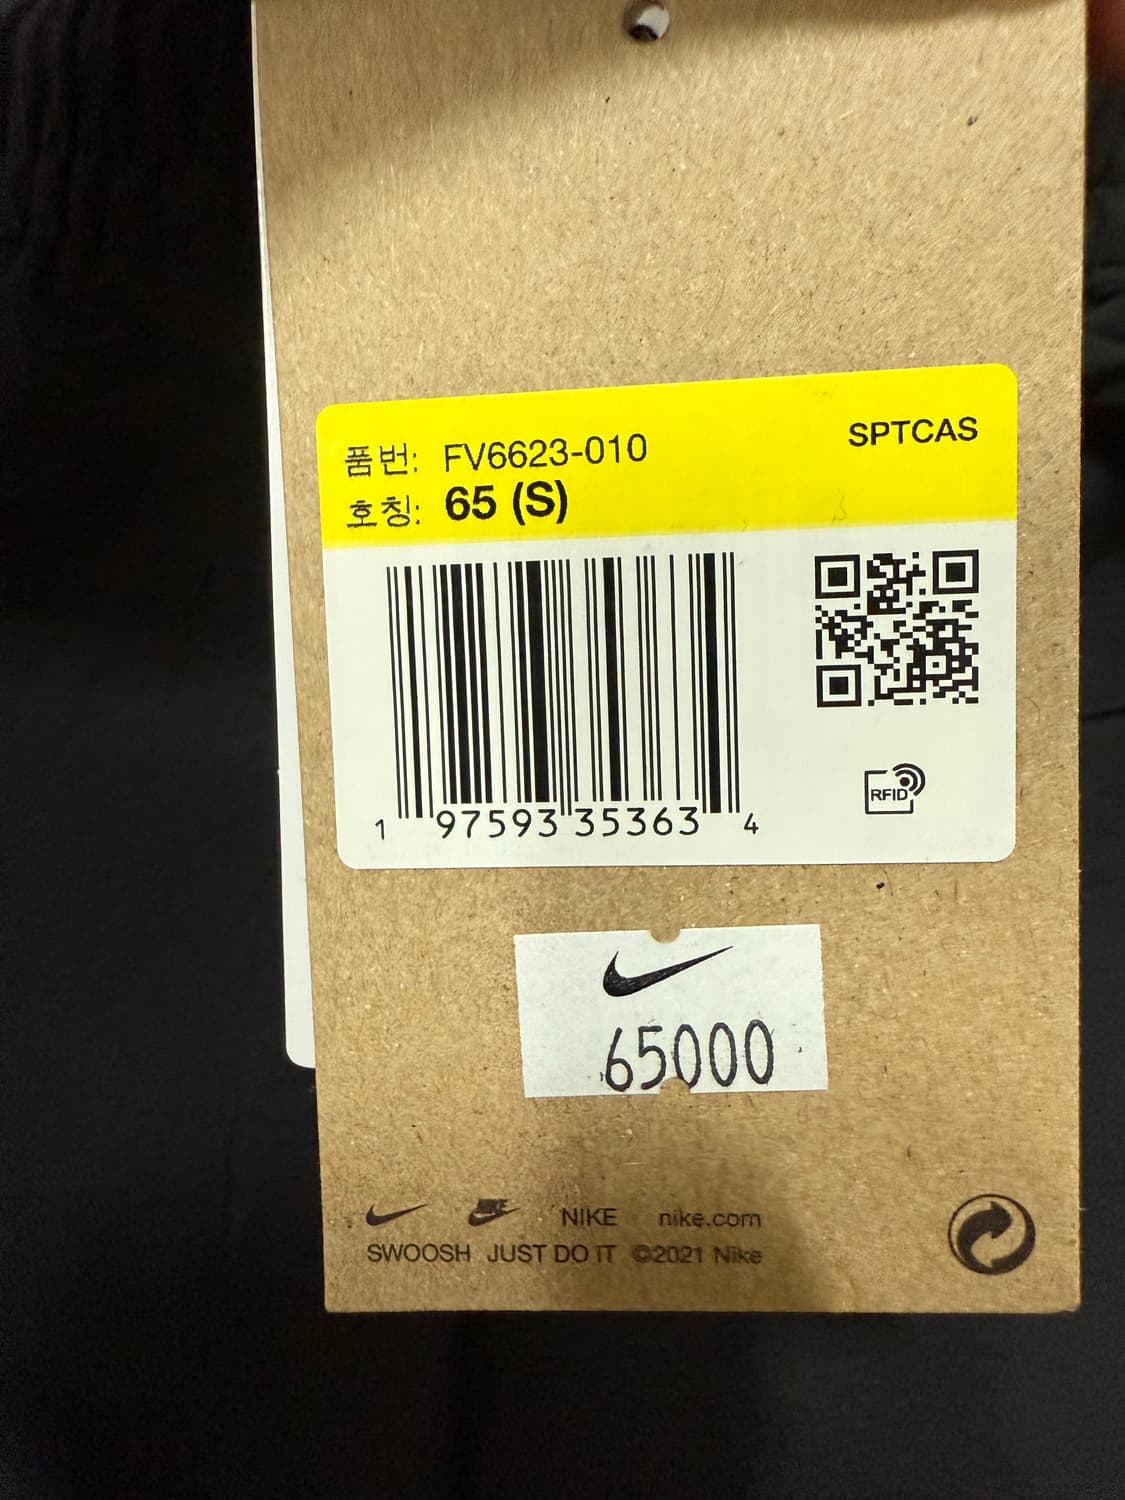 품번: FV6623-010
SPTCAS
호칭: 65 (S)
1 97593 35363 4
RFID
65000
NIKE nike.com
SWOOSH JUST DO IT ©2021 Nike